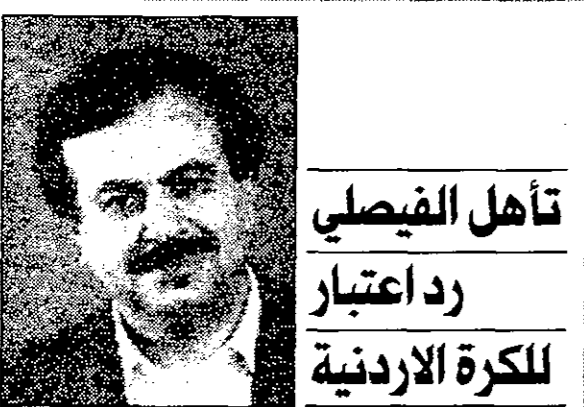 تأهل الفيصلي
رد اعتبار
للكرة الاردنية